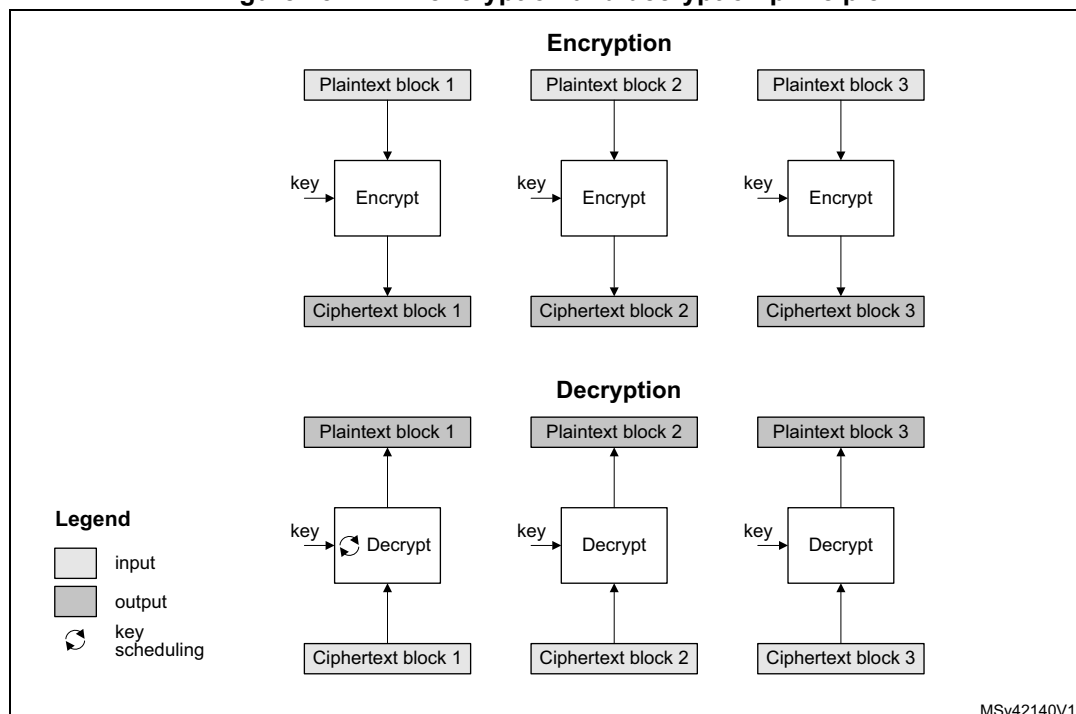 Encryption
Plaintext block 1 Plaintext block 2 Plaintext block 3
key Encrypt key Encrypt key Encrypt
Ciphertext block 1 Ciphertext block 2 Ciphertext block 3
Decryption
Plaintext block 1 Plaintext block 2 Plaintext block 3
Legend
key Decrypt key Decrypt key Decrypt
input
output
key
scheduling
Ciphertext block 1 Ciphertext block 2 Ciphertext block 3
MSv42140V1